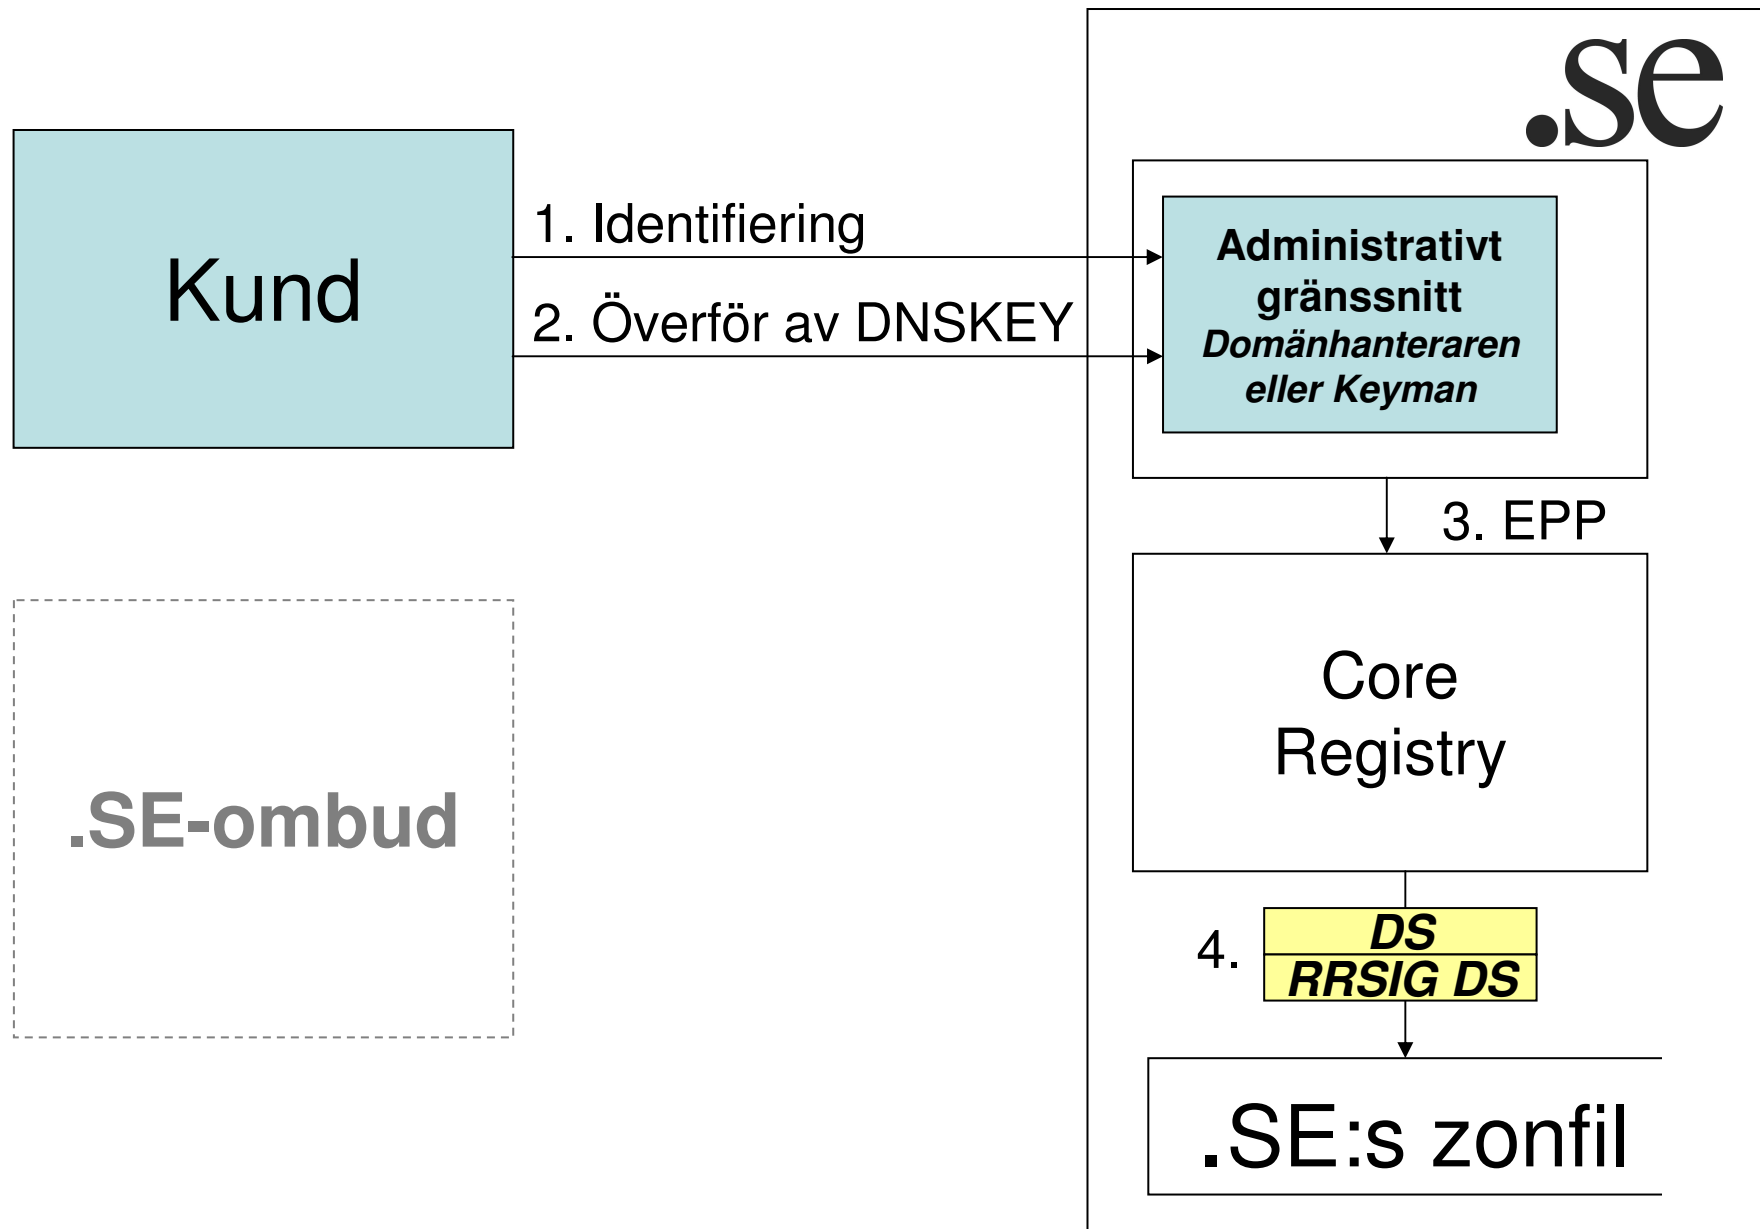 .se
Kund
1. Identifiering
2. Överför av DNSKEY
Administrativt
gränssnitt
Domänhanteraren
eller Keyman
3. EPP
Core
Registry
.SE-ombud
4.
DS
RRSIG DS
.SE:s zonfil